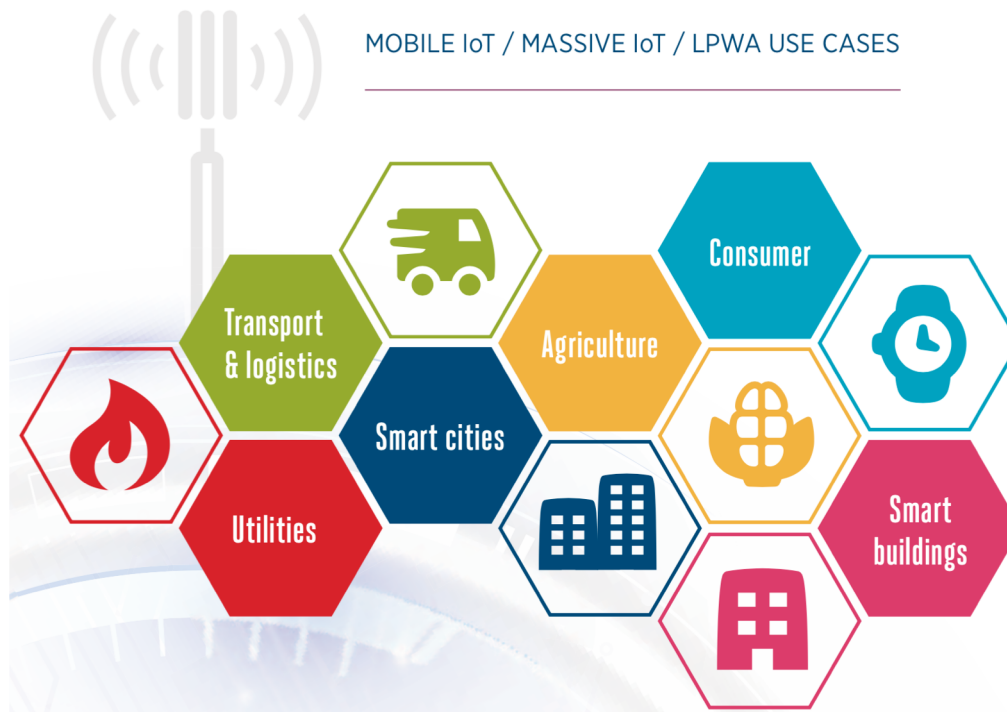 MOBILE IoT / MASSIVE IoT / LPWA USE CASES
Consumer
Transport
& logistics
Agriculture
Smart cities
Utilities
Smart
buildings